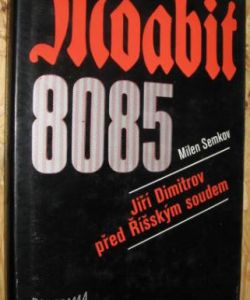 Moabit
8085
Milen Semkov
Jiří Dimitrov
před Říšským soudem